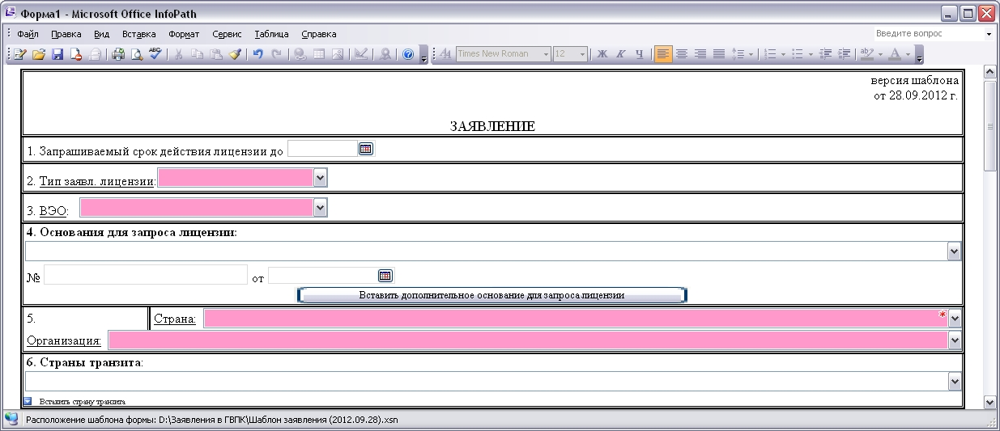 Форма1 - Microsoft Office InfoPath
Файл Правка Вид Вставка Формат Сервис Таблица Справка Введите вопрос
Times New Roman 12 Ж К Ч
версия шаблона
от 28.09.2012 г.
ЗАЯВЛЕНИЕ
1. Запрашиваемый срок действия лицензии до
2. Тип заявл. лицензии:
3. ВЭО:
4. Основания для запроса лицензии:
№ от
Вставить дополнительное основание для запроса лицензии
5. Страна: *
Организация:
6. Страны транзита:
Вставить страну транзита
Расположение шаблона формы: D:\Заявления в ГВПК\Шаблон заявления (2012.09.28).xsn